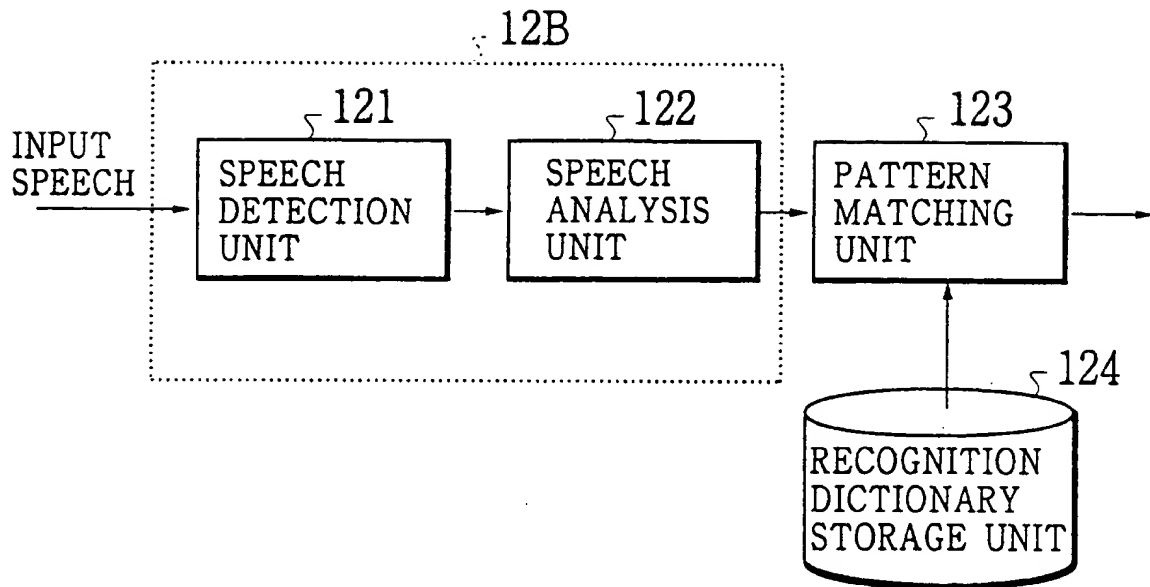 12B
121
122
123
INPUT
SPEECH
SPEECH
DETECTION
UNIT
SPEECH
ANALYSIS
UNIT
PATTERN
MATCHING
UNIT
124
RECOGNITION
DICTIONARY
STORAGE UNIT